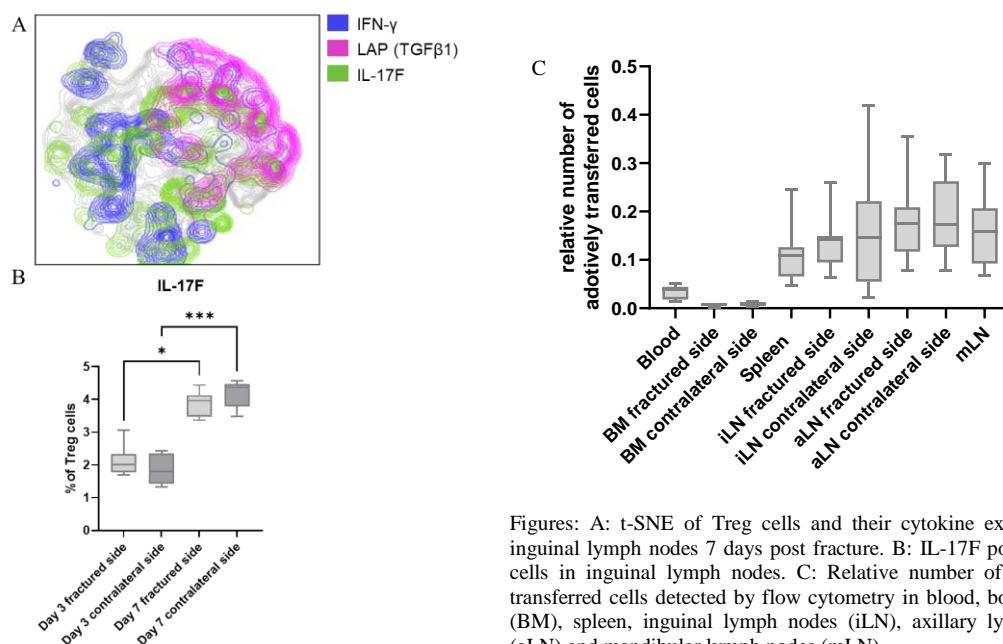 A
IFN-γ
LAP (TGFβ1)
IL-17F
B
IL-17F
***
*
% of Treg cells
5
4
3
2
1
0
Day 3 fractured side
Day 3 contralateral side
Day 7 fractured side
Day 7 contralateral side
C
relative number of
adotively transferred cells
0.5
0.4
0.3
0.2
0.1
0.0
Blood
BM fractured side
BM contralateral side
Spleen
iLN fractured side
iLN contralateral side
aLN fractured side
aLN contralateral side
mLN
Figures: A: t-SNE of Treg cells and their cytokine ex
inguinal lymph nodes 7 days post fracture. B: IL-17F po
cells in inguinal lymph nodes. C: Relative number of
transferred cells detected by flow cytometry in blood, bo
(BM), spleen, inguinal lymph nodes (iLN), axillary ly
(aLN) and mandibular lymph nodes (mLN)